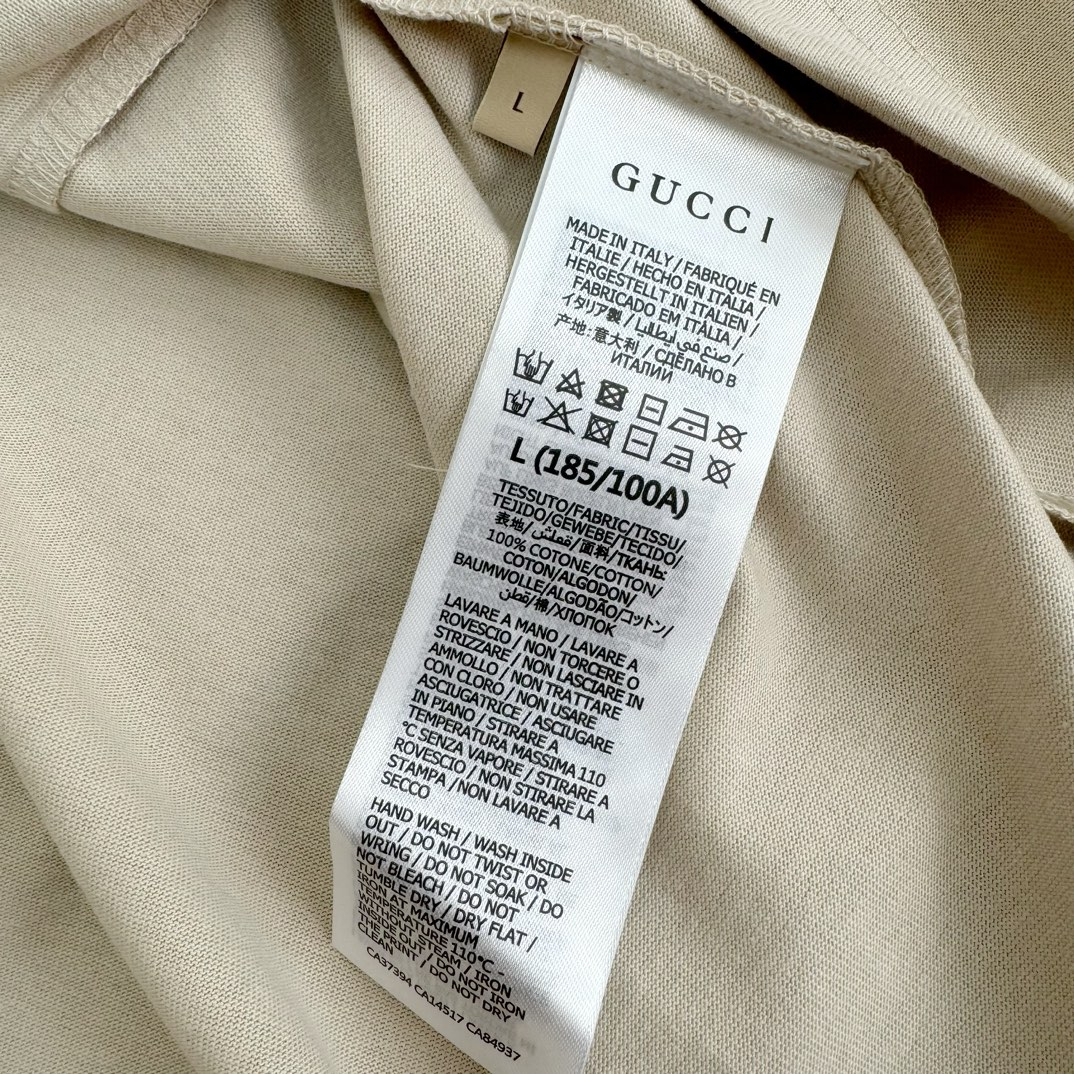 L
GUCCI
MADE IN ITALY / FABRIQUÉ EN
ITALIE / HECHO EN ITALIA /
HERGESTELLT IN ITALIEN /
FABRICADO EM ITÁLIA /
イタリア製 / صنع في ايطاليا /
产地: 意大利 / СДЕЛАНО В
ИТАЛИИ
L (185/100A)
TESSUTO/FABRIC/TISSU/
TEJIDO/GEWEBE/TECIDO/
表地/قماش/面料/ТКАНЬ:
100% COTONE/COTTON/
COTON/ALGODON/
BAUMWOLLE/ALGODÃO/コットン/
قطن/棉/ХЛОПОК
LAVARE A MANO / LAVARE A
ROVESCIO / NON TORCERE O
STRIZZARE / NON LASCIARE IN
AMMOLLO / NON TRATTARE
CON CLORO / NON USARE
ASCIUGATRICE / ASCIUGARE
IN PIANO / STIRARE A
TEMPERATURA MASSIMA 110
°C SENZA VAPORE / STIRARE A
ROVESCIO / NON STIRARE LA
STAMPA /NON LAVARE A
SECCO
HAND WASH / WASH INSIDE
OUT / DO NOT TWIST OR
WRING / DO NOT SOAK / DO
NOT BLEACH / DO NOT
TUMBLE DRY / DRY FLAT /
IRON AT MAXIMUM
TEMPERATURE 110°C -
WITHOUT STEAM / IRON
INSIDE OUT / DO NOT IRON
THE PRINT / DO NOT DRY
CLEAN
CA37394 CA14517 CA84937